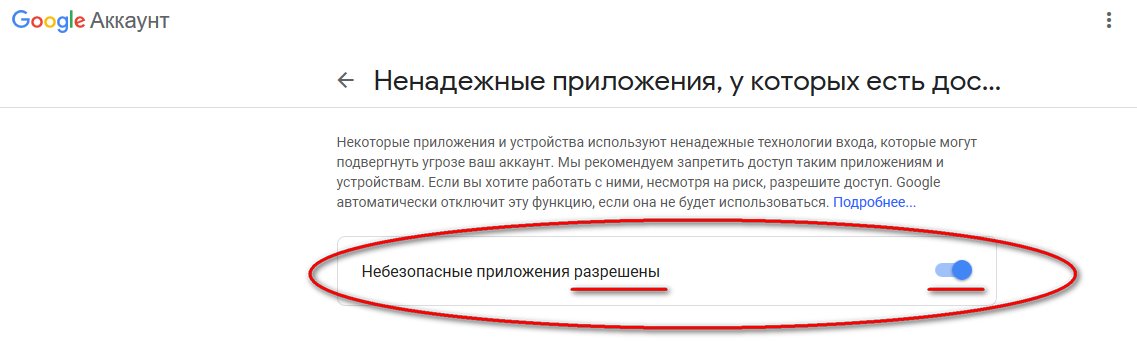 Google Аккаунт
Ненадежные приложения, у которых есть дос...
Некоторые приложения и устройства используют ненадежные технологии входа, которые могут
подвергнуть угрозе ваш аккаунт. Мы рекомендуем запретить доступ таким приложениям и
устройствам. Если вы хотите работать с ними, несмотря на риск, разрешите доступ. Google
автоматически отключит эту функцию, если она не будет использоваться. Подробнее...
Небезопасные приложения разрешены